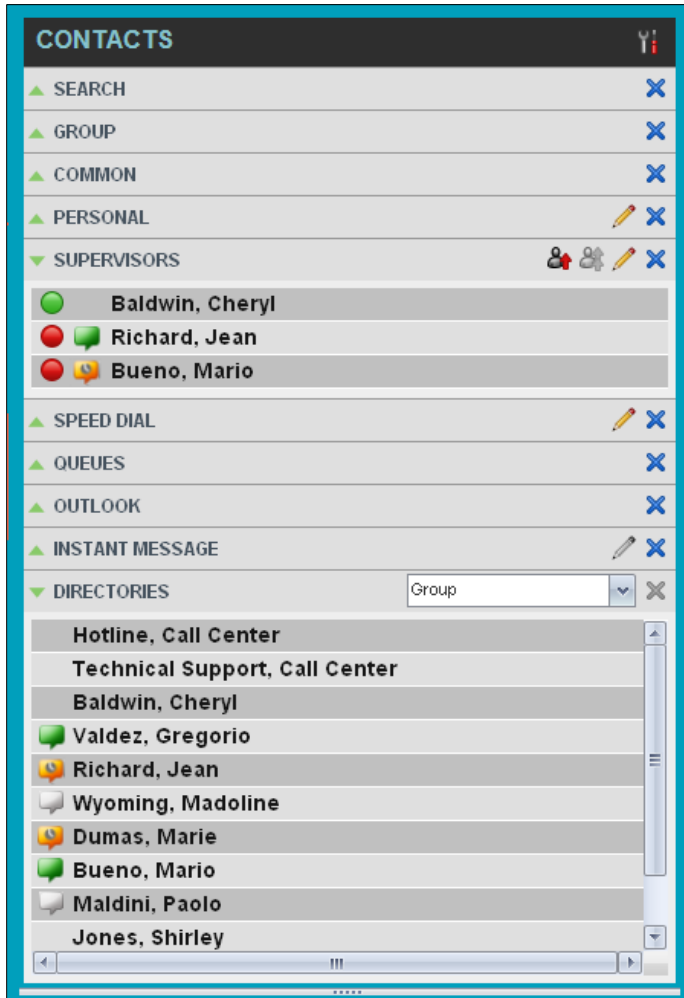 CONTACTS
SEARCH
GROUP
COMMON
PERSONAL
SUPERVISORS
Baldwin, Cheryl
Richard, Jean
Bueno, Mario
SPEED DIAL
QUEUES
OUTLOOK
INSTANT MESSAGE
DIRECTORIES Group
Hotline, Call Center
Technical Support, Call Center
Baldwin, Cheryl
Valdez, Gregorio
Richard, Jean
Wyoming, Madoline
Dumas, Marie
Bueno, Mario
Maldini, Paolo
Jones, Shirley